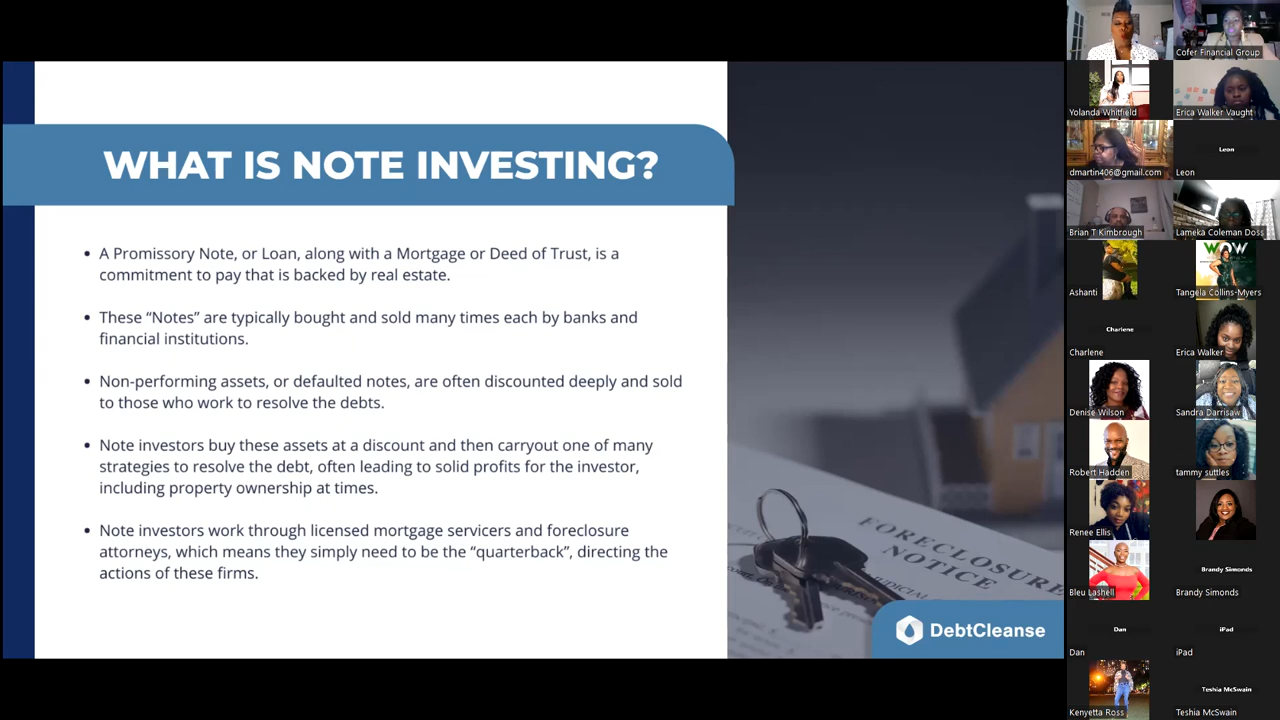 WHAT IS NOTE INVESTING?
• A Promissory Note, or Loan, along with a Mortgage or Deed of Trust, is a
commitment to pay that is backed by real estate.
• These “Notes” are typically bought and sold many times each by banks and
financial institutions.
• Non-performing assets, or defaulted notes, are often discounted deeply and sold
to those who work to resolve the debts.
• Note investors buy these assets at a discount and then carryout one of many
strategies to resolve the debt, often leading to solid profits for the investor,
including property ownership at times.
• Note investors work through licensed mortgage servicers and foreclosure
attorneys, which means they simply need to be the “quarterback”, directing the
actions of these firms.
FORECLOSURE
NOTICE
DebtCleanse
Cofer Financial Group
Yolanda Whitfield
Erica Walker Vaught
dmartin406@gmail.com
Leon
Leon
Brian T Kimbrough
Lameka Coleman Doss
Ashanti
WOW
Tangela Collins-Myers
Charlene
Charlene
Erica Walker
Denise Wilson
Sandra Darrisaw
Robert Hadden
tammy suttles
Renee Ellis
Bleu Lashell
Brandy Simonds
Brandy Simonds
Dan
Dan
iPad
iPad
Kenyetta Ross
Teshia McSwain
Teshia McSwain